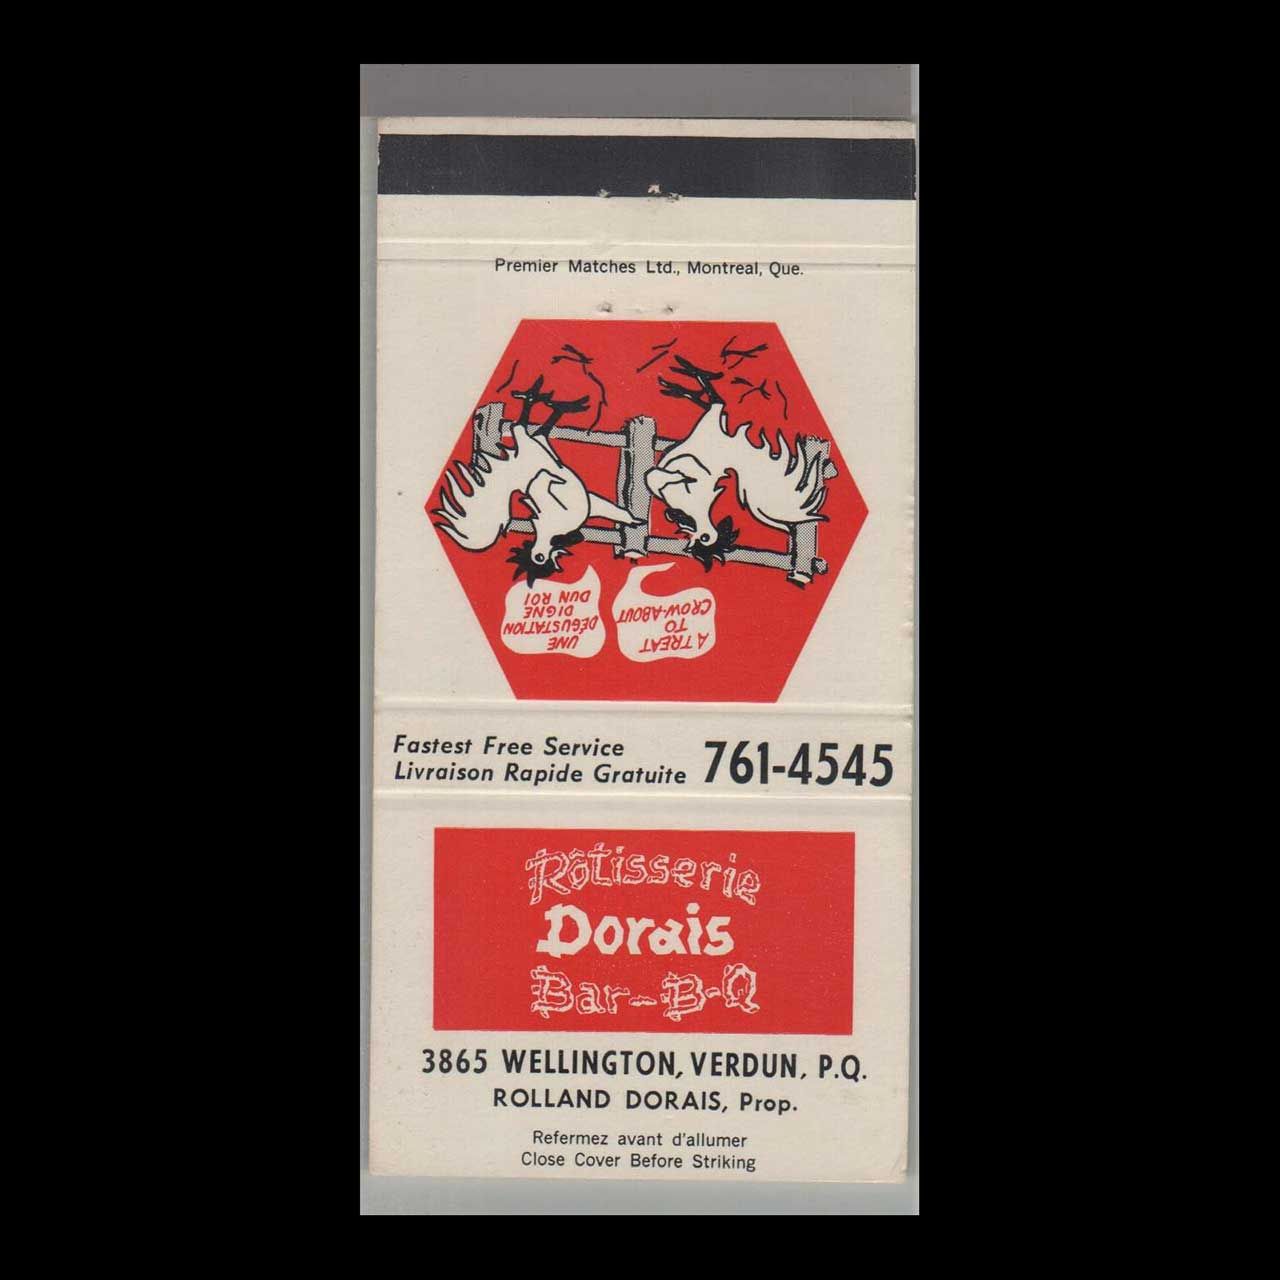 Premier Matches Ltd., Montreal, Que.
UNE
DÉGUSTATION
DIGNE
DUN ROI
A TREAT
TO
CROW-ABOUT
Fastest Free Service
Livraison Rapide Gratuite
761-4545
Rôtisserie
Dorais
Bar-B-Q
3865 WELLINGTON, VERDUN, P.Q.
ROLLAND DORAIS, Prop.
Refermez avant d'allumer
Close Cover Before Striking